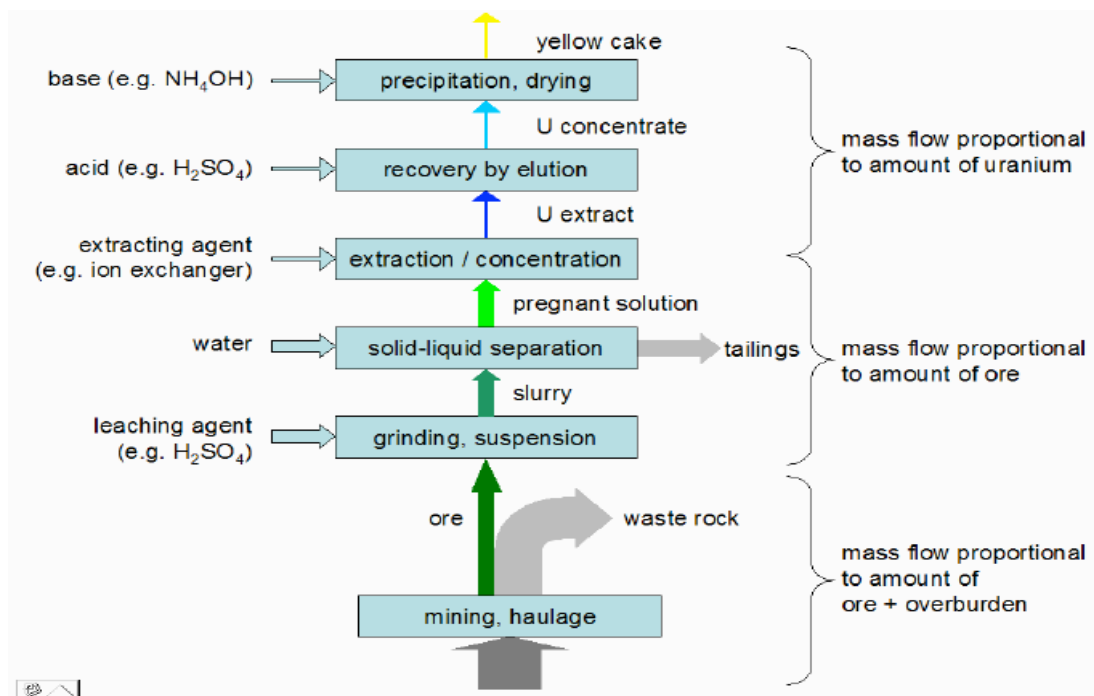 yellow cake
base (e.g. NH₄OH)
precipitation, drying
U concentrate
mass flow proportional
to amount of uranium
acid (e.g. H₂SO₄)
recovery by elution
U extract
extracting agent
(e.g. ion exchanger)
extraction / concentration
pregnant solution
water
solid-liquid separation
tailings
mass flow proportional
to amount of ore
slurry
leaching agent
(e.g. H₂SO₄)
grinding, suspension
ore
waste rock
mass flow proportional
to amount of
ore + overburden
mining, haulage